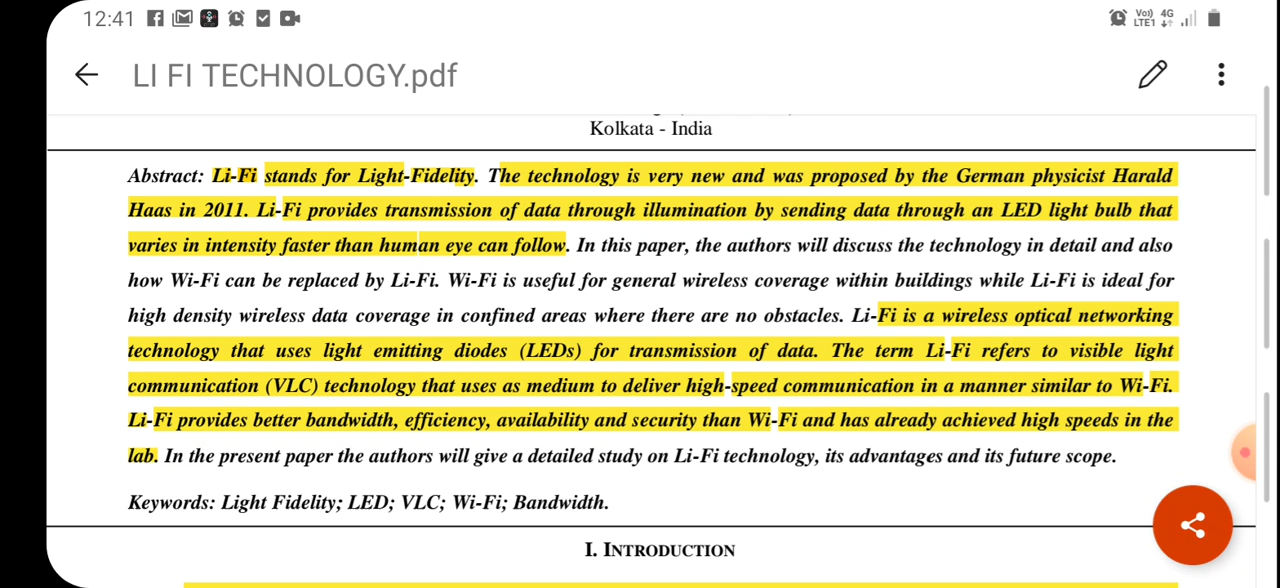 12:41
Vo)) 4G
LTE1
LI FI TECHNOLOGY.pdf
Kolkata - India
Abstract: Li-Fi stands for Light-Fidelity. The technology is very new and was proposed by the German physicist Harald
Haas in 2011. Li-Fi provides transmission of data through illumination by sending data through an LED light bulb that
varies in intensity faster than human eye can follow. In this paper, the authors will discuss the technology in detail and also
how Wi-Fi can be replaced by Li-Fi. Wi-Fi is useful for general wireless coverage within buildings while Li-Fi is ideal for
high density wireless data coverage in confined areas where there are no obstacles. Li-Fi is a wireless optical networking
technology that uses light emitting diodes (LEDs) for transmission of data. The term Li-Fi refers to visible light
communication (VLC) technology that uses as medium to deliver high-speed communication in a manner similar to Wi-Fi.
Li-Fi provides better bandwidth, efficiency, availability and security than Wi-Fi and has already achieved high speeds in the
lab. In the present paper the authors will give a detailed study on Li-Fi technology, its advantages and its future scope.
Keywords: Light Fidelity; LED; VLC; Wi-Fi; Bandwidth.
I. INTRODUCTION